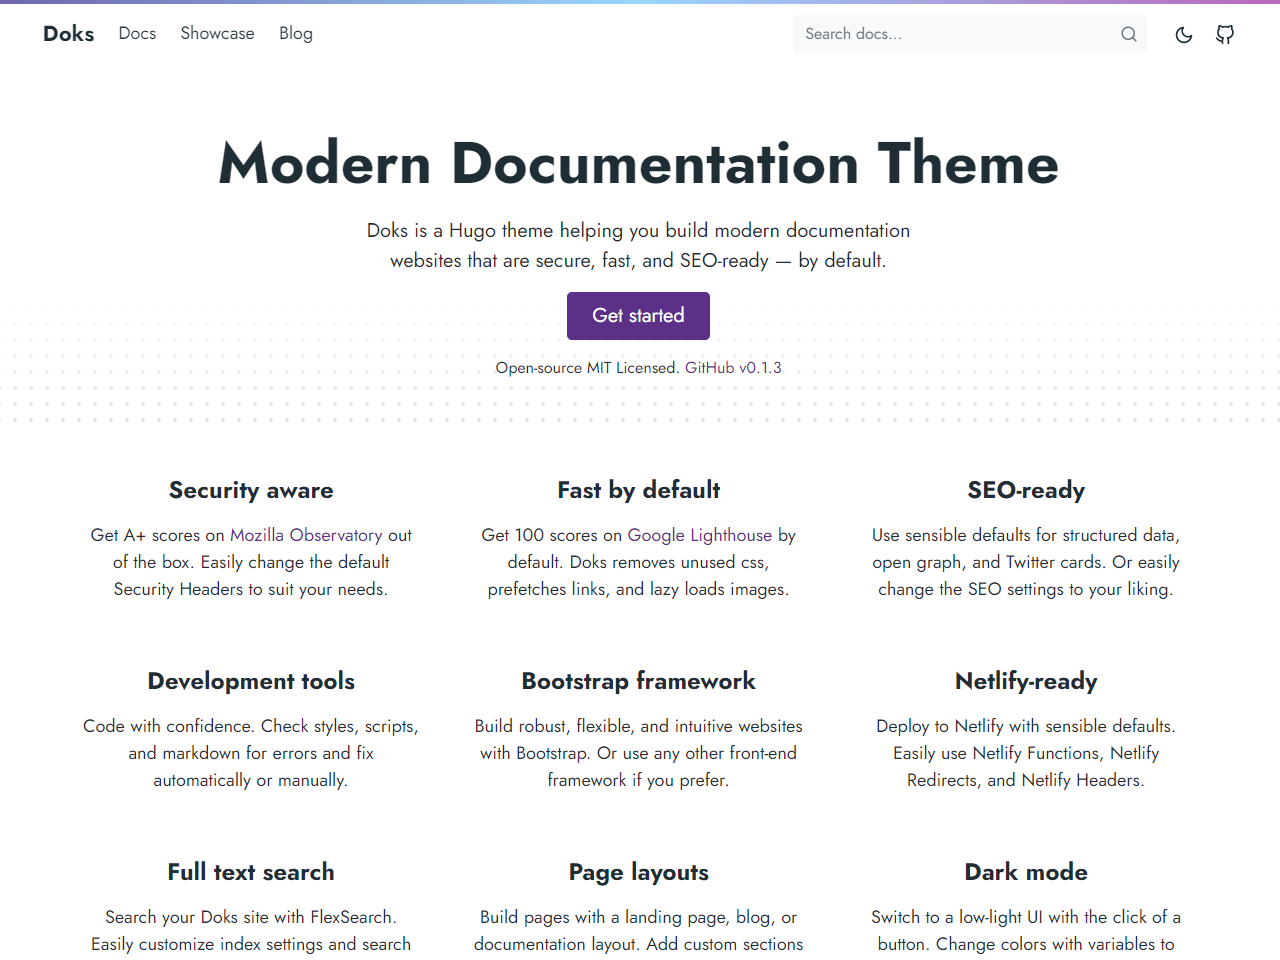 Doks Docs Showcase Blog Search docs...
Modern Documentation Theme
Doks is a Hugo theme helping you build modern documentation
websites that are secure, fast, and SEO-ready — by default.
Get started
Open-source MIT Licensed. GitHub v0.1.3
Security aware
Get A+ scores on Mozilla Observatory out
of the box. Easily change the default
Security Headers to suit your needs.
Fast by default
Get 100 scores on Google Lighthouse by
default. Doks removes unused css,
prefetches links, and lazy loads images.
SEO-ready
Use sensible defaults for structured data,
open graph, and Twitter cards. Or easily
change the SEO settings to your liking.
Development tools
Code with confidence. Check styles, scripts,
and markdown for errors and fix
automatically or manually.
Bootstrap framework
Build robust, flexible, and intuitive websites
with Bootstrap. Or use any other front-end
framework if you prefer.
Netlify-ready
Deploy to Netlify with sensible defaults.
Easily use Netlify Functions, Netlify
Redirects, and Netlify Headers.
Full text search
Search your Doks site with FlexSearch.
Easily customize index settings and search
Page layouts
Build pages with a landing page, blog, or
documentation layout. Add custom sections
Dark mode
Switch to a low-light UI with the click of a
button. Change colors with variables to